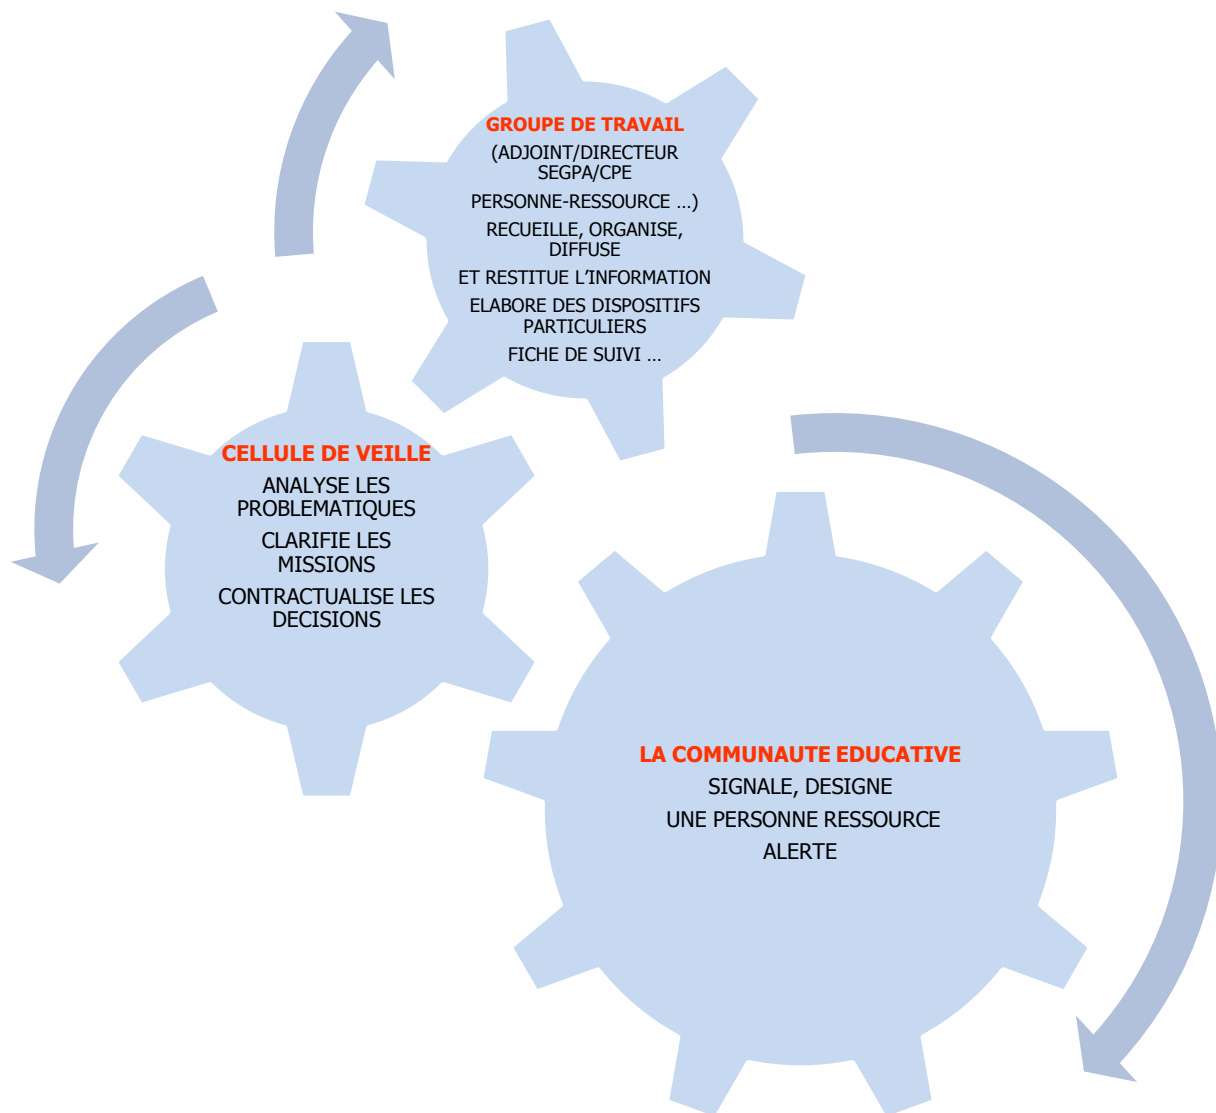 GROUPE DE TRAVAIL
(ADJOINT/DIRECTEUR
SEGPA/CPE
PERSONNE-RESSOURCE ...)
RECUEILLE, ORGANISE,
DIFFUSE
ET RESTITUE L'INFORMATION
ELABORE DES DISPOSITIFS
PARTICULIERS
FICHE DE SUIVI ...
CELLULE DE VEILLE
ANALYSE LES
PROBLEMATIQUES
CLARIFIE LES
MISSIONS
CONTRACTUALISE LES
DECISIONS
LA COMMUNAUTE EDUCATIVE
SIGNALE, DESIGNE
UNE PERSONNE RESSOURCE
ALERTE